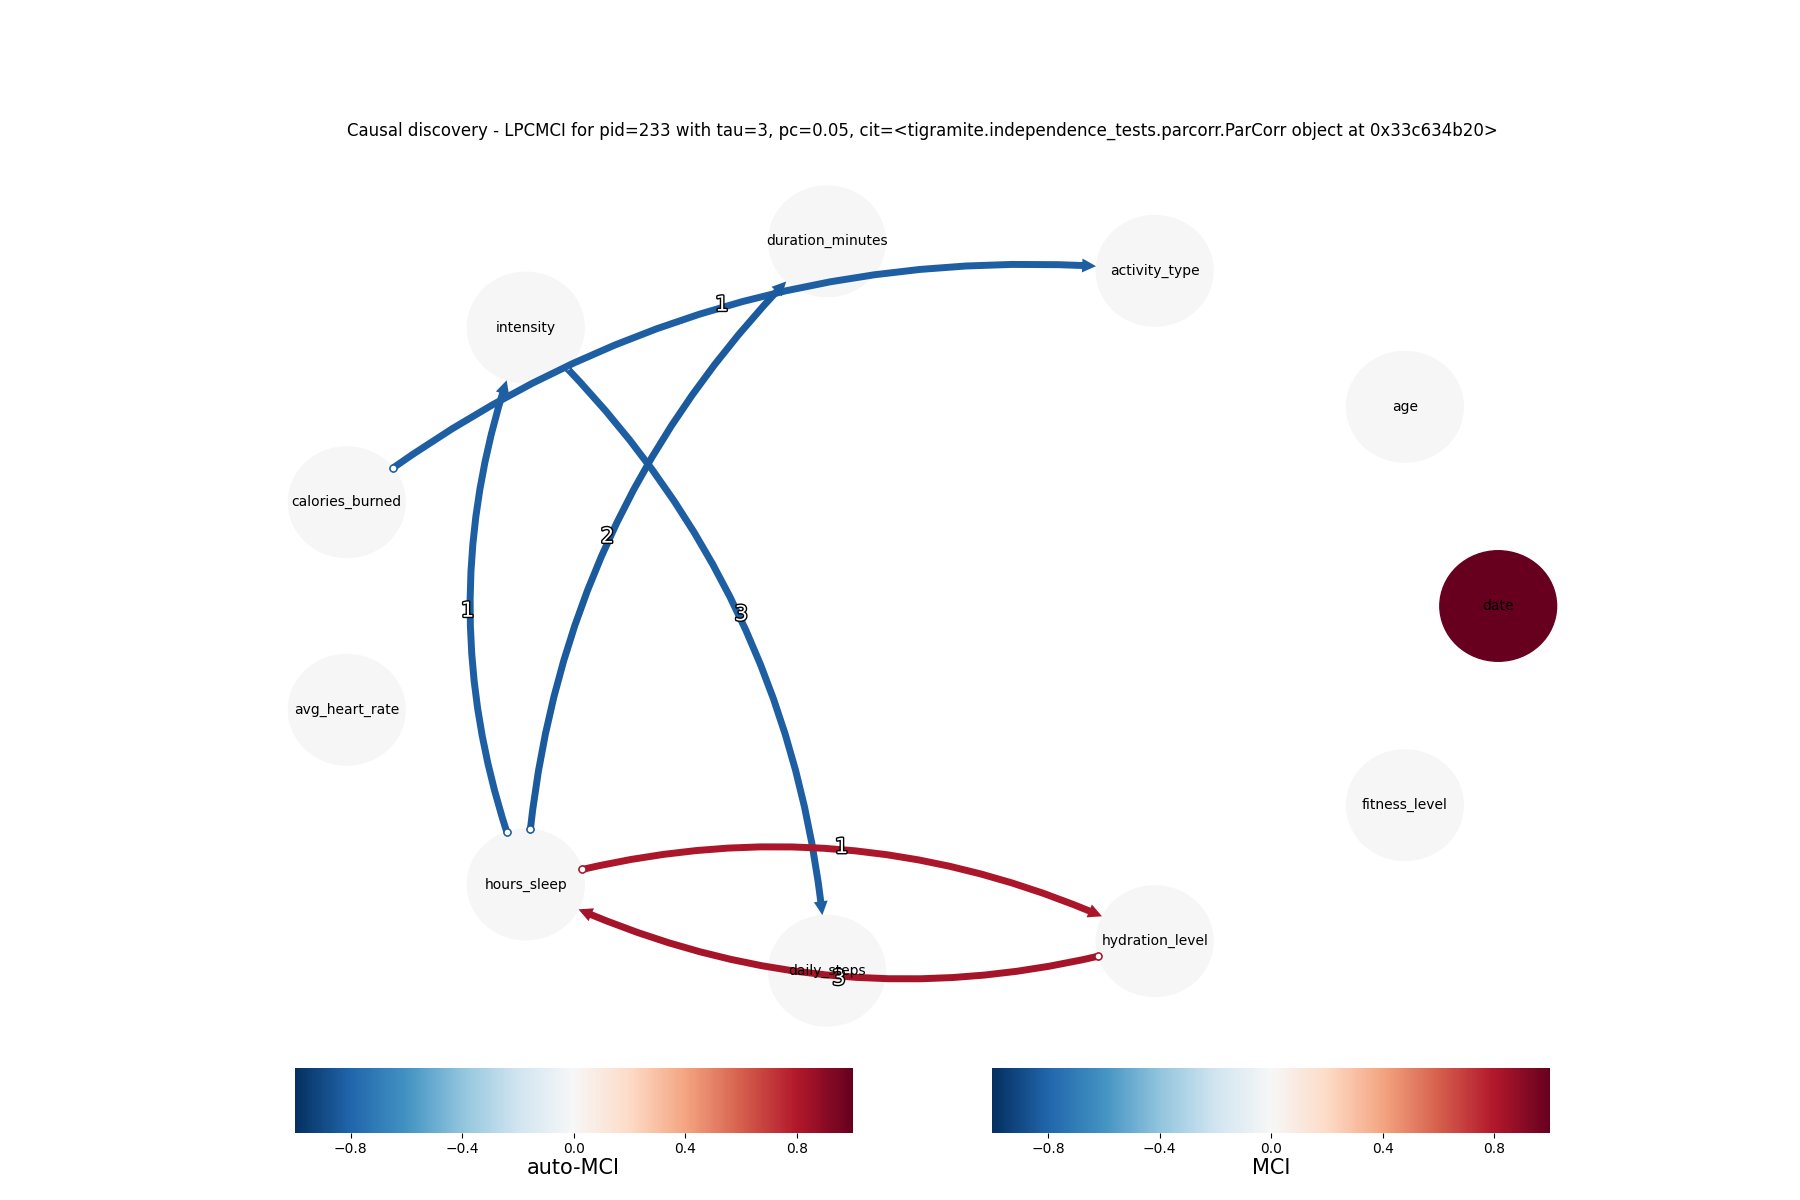 Causal discovery - LPCMCI for pid=233 with tau=3, pc=0.05, cit=<tigramite.independence_tests.parcorr.ParCorr object at 0x33c634b20>
duration_minutes
activity_type
1
intensity
age
calories_burned
2
date
1
3
avg_heart_rate
fitness_level
1
hours_sleep
hydration_level
daily_steps
3
−0.8 −0.4 0.0 0.4 0.8
auto-MCI
−0.8 −0.4 0.0 0.4 0.8
MCI